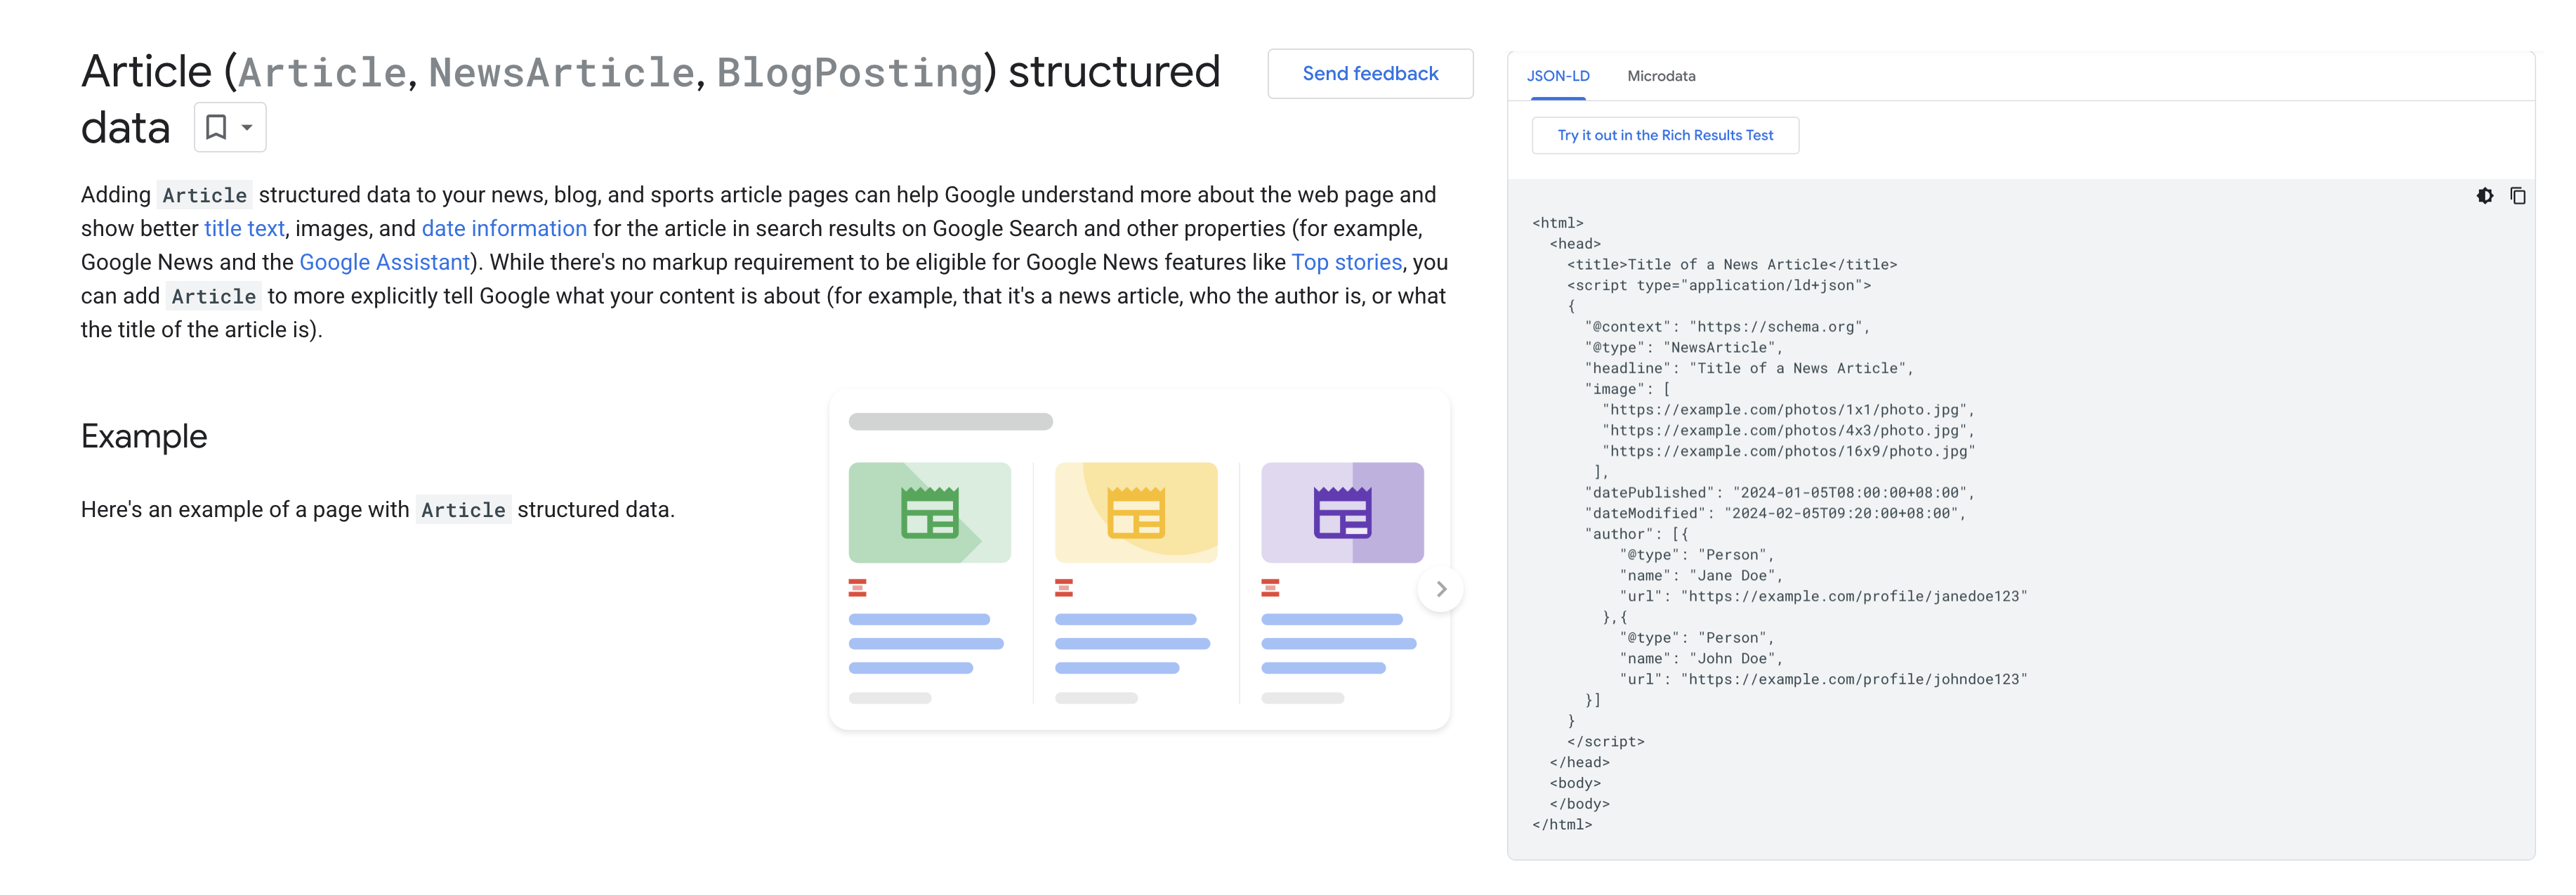 Article (Article, NewsArticle, BlogPosting) structured
data
Send feedback
Adding Article structured data to your news, blog, and sports article pages can help Google understand more about the web page and
show better title text, images, and date information for the article in search results on Google Search and other properties (for example,
Google News and the Google Assistant). While there's no markup requirement to be eligible for Google News features like Top stories, you
can add Article to more explicitly tell Google what your content is about (for example, that it's a news article, who the author is, or what
the title of the article is).
Example
Here's an example of a page with Article structured data.
JSON-LD Microdata
Try it out in the Rich Results Test
<html>
  <head>
    <title>Title of a News Article</title>
    <script type="application/ld+json">
    {
      "@context": "https://schema.org",
      "@type": "NewsArticle",
      "headline": "Title of a News Article",
      "image": [
        "https://example.com/photos/1x1/photo.jpg",
        "https://example.com/photos/4x3/photo.jpg",
        "https://example.com/photos/16x9/photo.jpg"
       ],
      "datePublished": "2024-01-05T08:00:00+08:00",
      "dateModified": "2024-02-05T09:20:00+08:00",
      "author": [{
          "@type": "Person",
          "name": "Jane Doe",
          "url": "https://example.com/profile/janedoe123"
        },{
          "@type": "Person",
          "name": "John Doe",
          "url": "https://example.com/profile/johndoe123"
      }]
    }
    </script>
  </head>
  <body>
  </body>
</html>